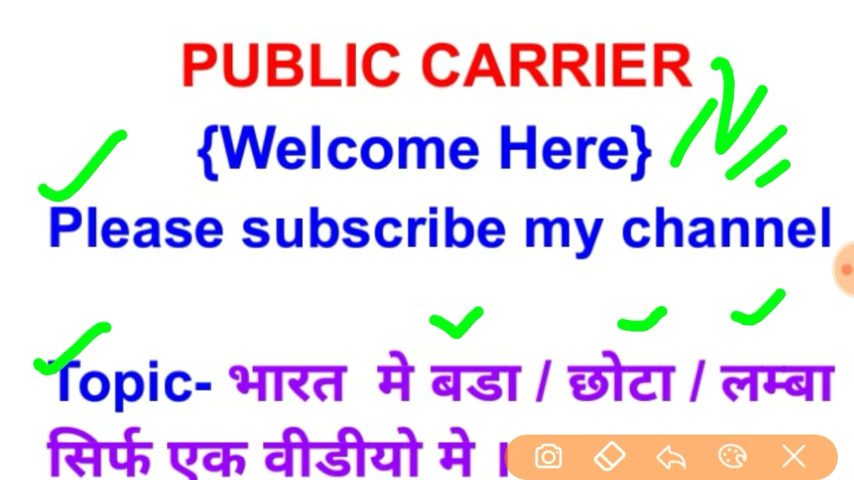 PUBLIC CARRIER
{Welcome Here}
Please subscribe my channel
Topic- भारत मे बडा / छोटा / लम्बा
सिर्फ एक वीडीयो मे ।